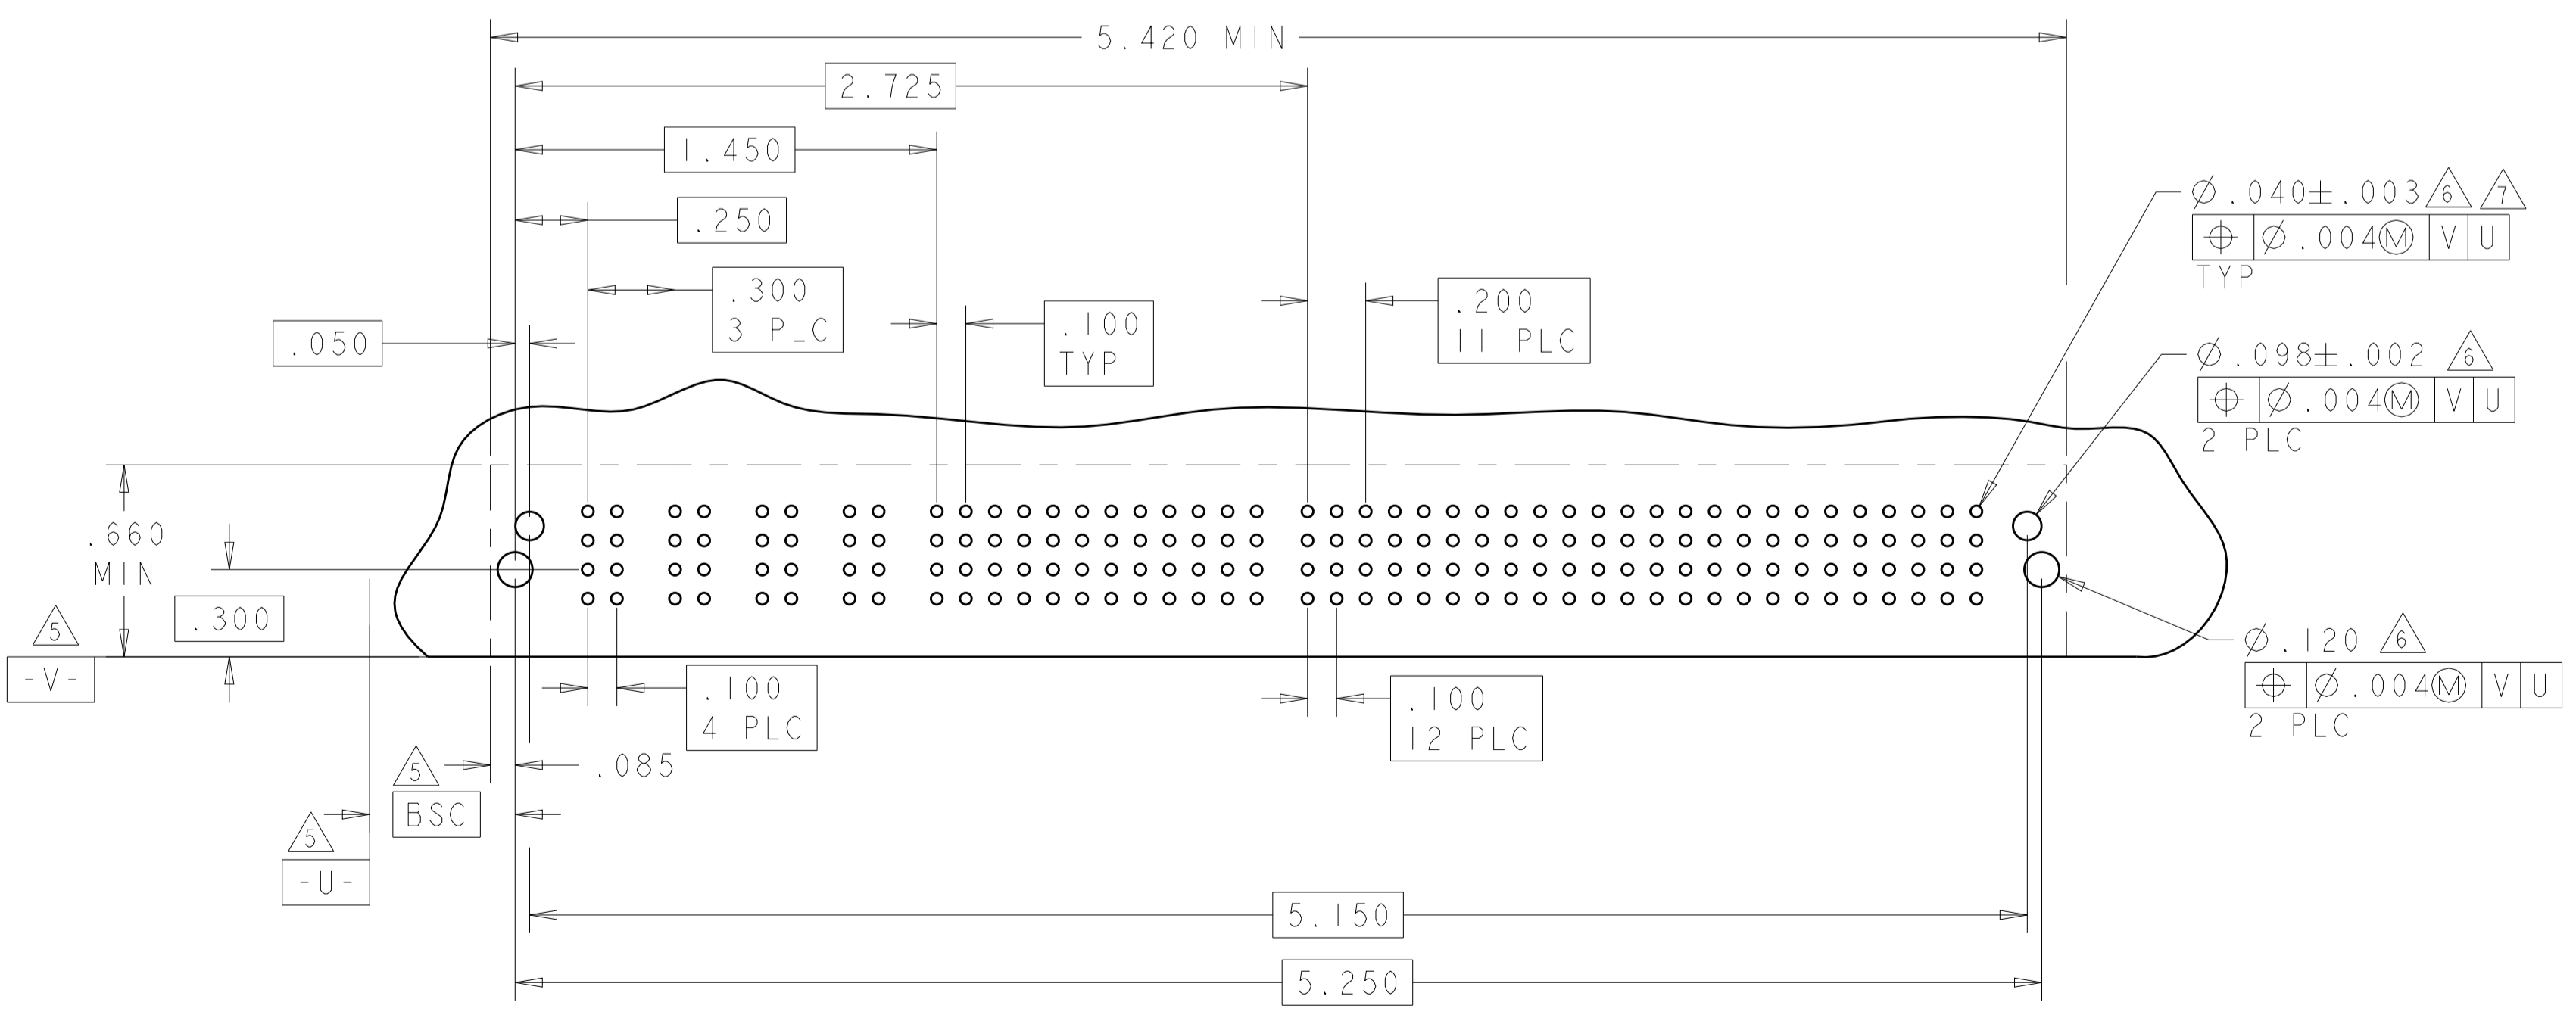 5.420 MIN
2.725
1.450
.250
.300
3 PLC
.050
.100
TYP
.200
11 PLC
Ø.040±.003 6 7
⌖ Ø.004Ⓜ V U
TYP
Ø.098±.002 6
⌖ Ø.004Ⓜ V U
2 PLC
.660
MIN
.300
5
-V-
Ø.120 6
⌖ Ø.004Ⓜ V U
2 PLC
.100
4 PLC
.100
12 PLC
.085
5
BSC
5
-U-
5.150
5.250